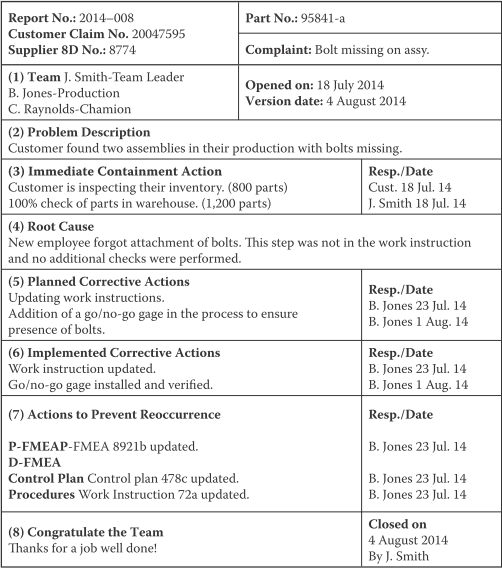 Report No.: 2014–008
Customer Claim No. 20047595
Supplier 8D No.: 8774
Part No.: 95841-a
Complaint: Bolt missing on assy.
(1) Team J. Smith-Team Leader
B. Jones-Production
C. Raynolds-Chamion
Opened on: 18 July 2014
Version date: 4 August 2014
(2) Problem Description
Customer found two assemblies in their production with bolts missing.
(3) Immediate Containment Action
Customer is inspecting their inventory. (800 parts)
100% check of parts in warehouse. (1,200 parts)
Resp./Date
Cust. 18 Jul. 14
J. Smith 18 Jul. 14
(4) Root Cause
New employee forgot attachment of bolts. This step was not in the work instruction
and no additional checks were performed.
(5) Planned Corrective Actions
Updating work instructions.
Addition of a go/no-go gage in the process to ensure
presence of bolts.
Resp./Date
B. Jones 23 Jul. 14
B. Jones 1 Aug. 14
(6) Implemented Corrective Actions
Work instruction updated.
Go/no-go gage installed and verified.
Resp./Date
B. Jones 23 Jul. 14
B. Jones 1 Aug. 14
(7) Actions to Prevent Reoccurrence
Resp./Date
P-FMEAP-FMEA 8921b updated.
B. Jones 23 Jul. 14
D-FMEA
Control Plan Control plan 478c updated.
B. Jones 23 Jul. 14
Procedures Work Instruction 72a updated.
B. Jones 23 Jul. 14
(8) Congratulate the Team
Thanks for a job well done!
Closed on
4 August 2014
By J. Smith